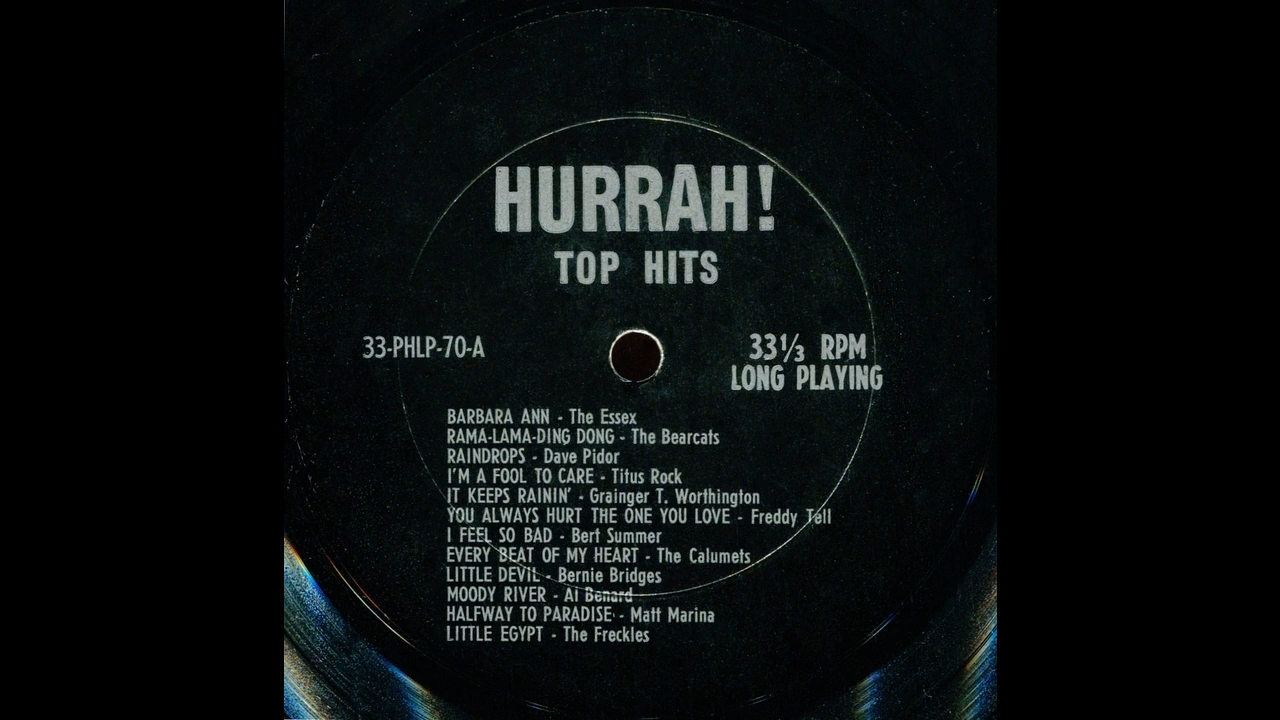 HURRAH!
TOP HITS
33-PHLP-70-A
33⅓ RPM
LONG PLAYING
BARBARA ANN - The Essex
RAMA-LAMA-DING DONG - The Bearcats
RAINDROPS - Dave Pidor
I'M A FOOL TO CARE - Titus Rock
IT KEEPS RAININ' - Grainger T. Worthington
YOU ALWAYS HURT THE ONE YOU LOVE - Freddy Tell
I FEEL SO BAD - Bert Summer
EVERY BEAT OF MY HEART - The Calumets
LITTLE DEVIL - Bernie Bridges
MOODY RIVER - Al Benard
HALFWAY TO PARADISE - Matt Marina
LITTLE EGYPT - The Freckles